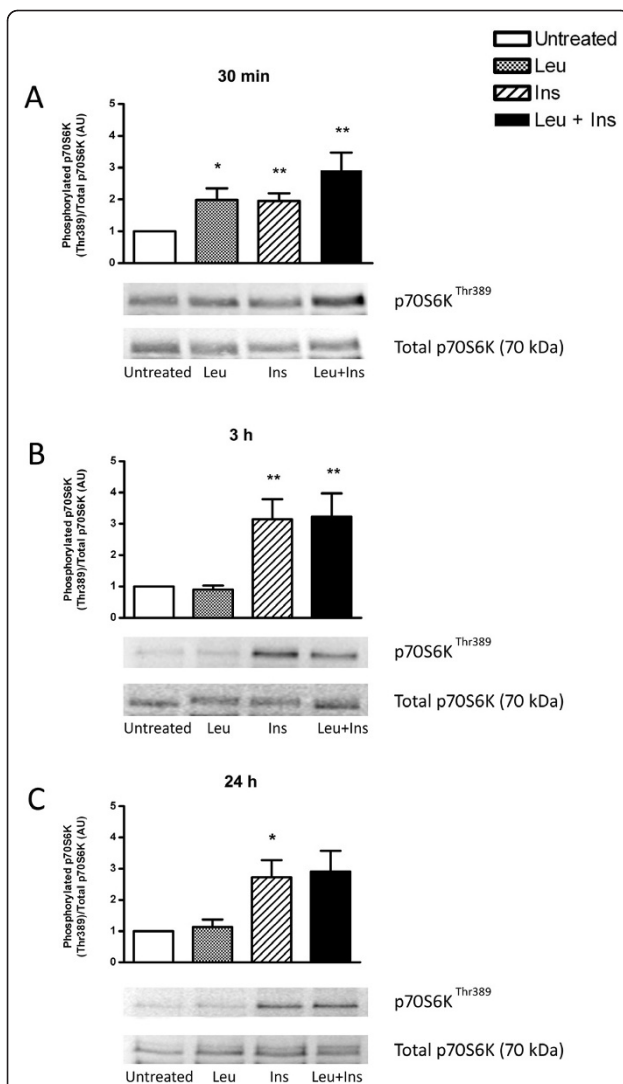 Untreated
Leu
Ins
Leu + Ins
A
30 min
Phosphorylated p70S6K
(Thr389)/Total p70S6K (AU)
5
4
3
2
1
0
*
**
**
p70S6K Thr389
Total p70S6K (70 kDa)
Untreated Leu Ins Leu+Ins
B
3 h
Phosphorylated p70S6K
(Thr389)/Total p70S6K (AU)
5
4
3
2
1
0
**
**
p70S6K Thr389
Total p70S6K (70 kDa)
Untreated Leu Ins Leu+Ins
C
24 h
Phosphorylated p70S6K
(Thr389)/Total p70S6K (AU)
5
4
3
2
1
0
*
p70S6K Thr389
Total p70S6K (70 kDa)
Untreated Leu Ins Leu+Ins